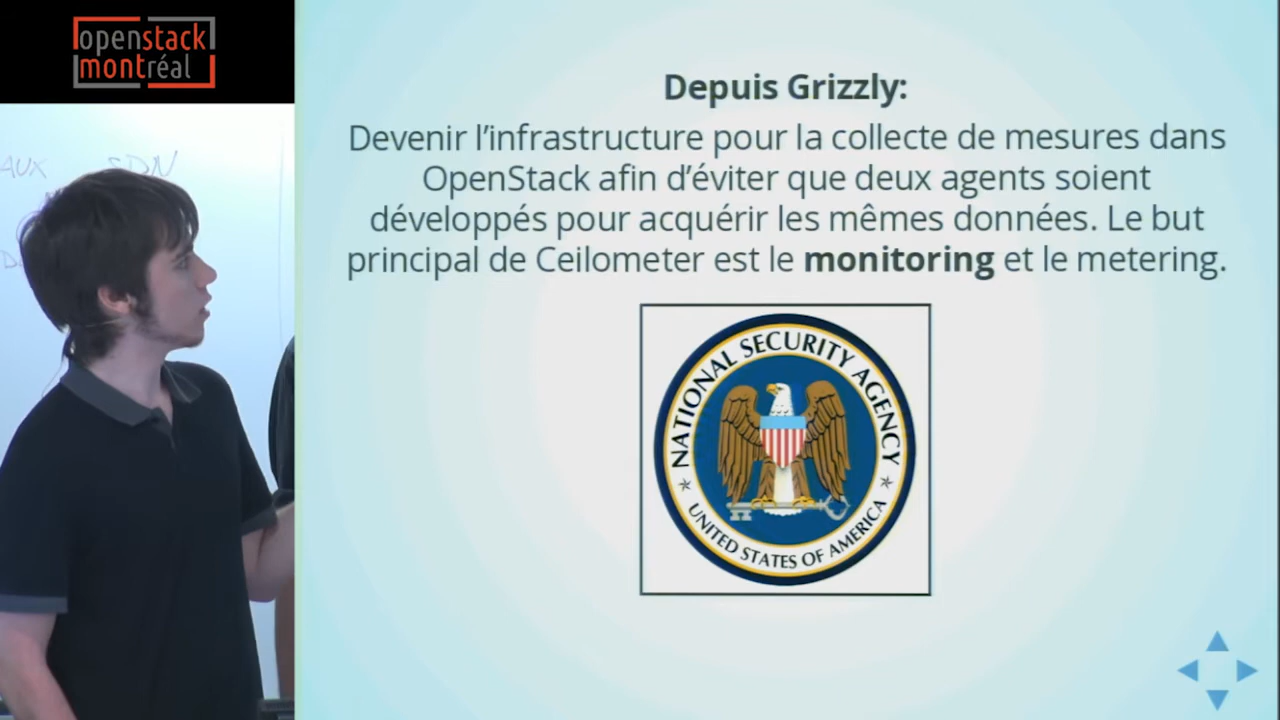 openstack
montréal
AUX SDN
Depuis Grizzly:
Devenir l'infrastructure pour la collecte de mesures dans
OpenStack afin d'éviter que deux agents soient
développés pour acquérir les mêmes données. Le but
principal de Ceilometer est le monitoring et le metering.
NATIONAL SECURITY AGENCY
UNITED STATES OF AMERICA